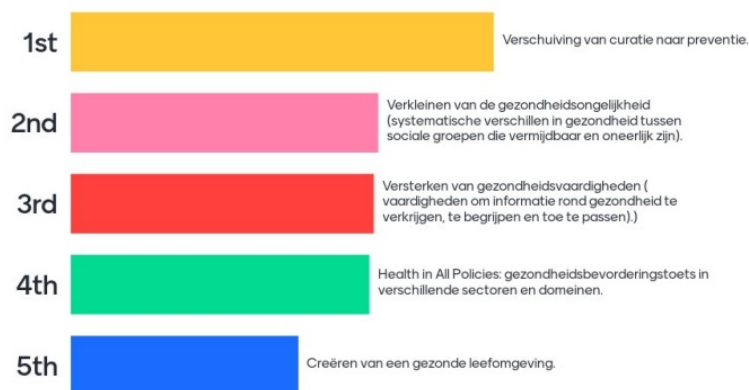 1st
Verschuiving van curatie naar preventie.
2nd
Verkleinen van de gezondheidsongelijkheid
(systematische verschillen in gezondheid tussen
sociale groepen die vermijdbaar en oneerlijk zijn).
3rd
Versterken van gezondheidsvaardigheden (
vaardigheden om informatie rond gezondheid te
verkrijgen, te begrijpen en toe te passen).)
4th
Health in All Policies: gezondheidsbevorderingstoets in
verschillende sectoren en domeinen.
5th
Creëren van een gezonde leefomgeving.